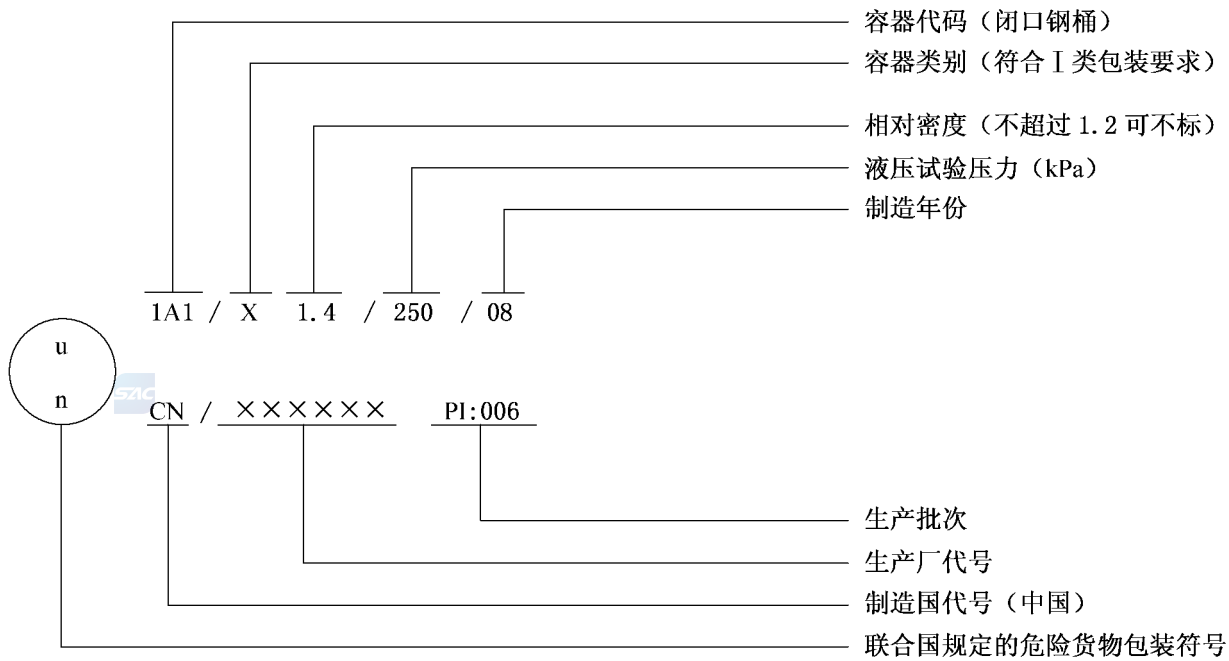 容器代码（闭口钢桶）
容器类别（符合Ⅰ类包装要求）
相对密度（不超过 1.2 可不标）
液压试验压力（kPa）
制造年份
1A1 / X 1.4 / 250 / 08
u
n
SAC
CN / ×××××× PI:006
生产批次
生产厂代号
制造国代号（中国）
联合国规定的危险货物包装符号